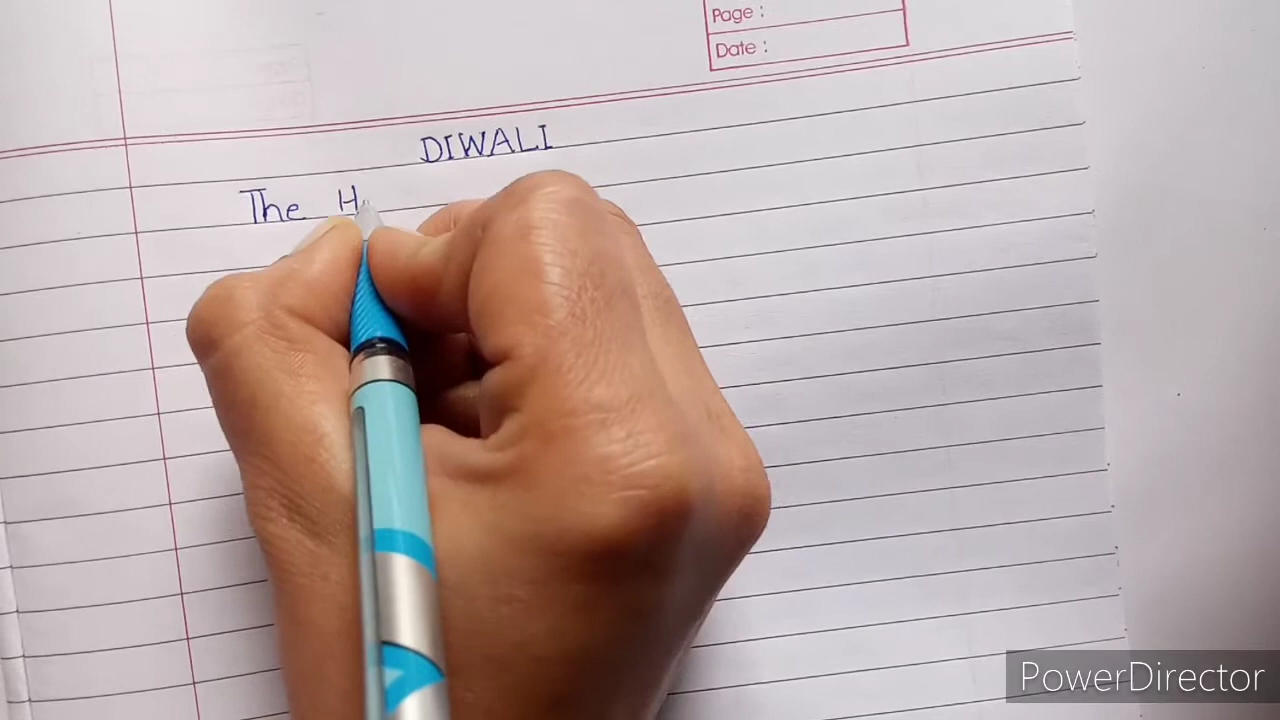 Page :
Date :
DIWALI
The H
PowerDirector